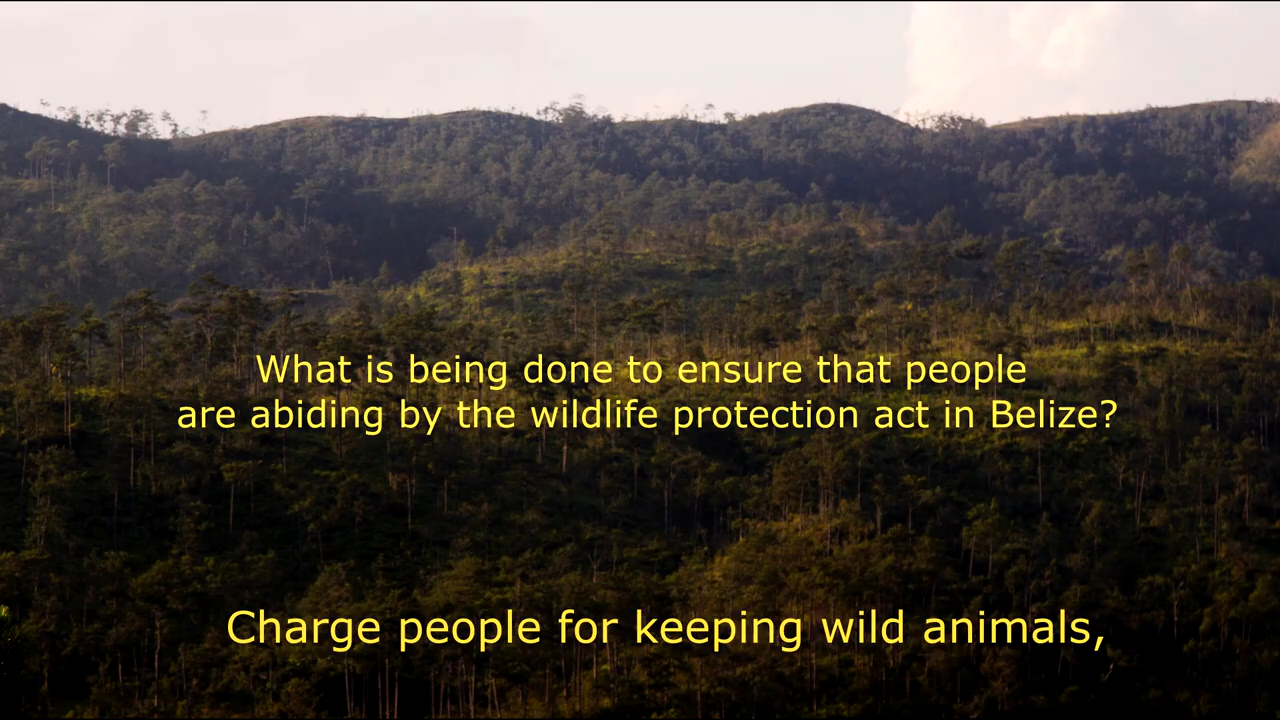 What is being done to ensure that people
are abiding by the wildlife protection act in Belize?
Charge people for keeping wild animals,